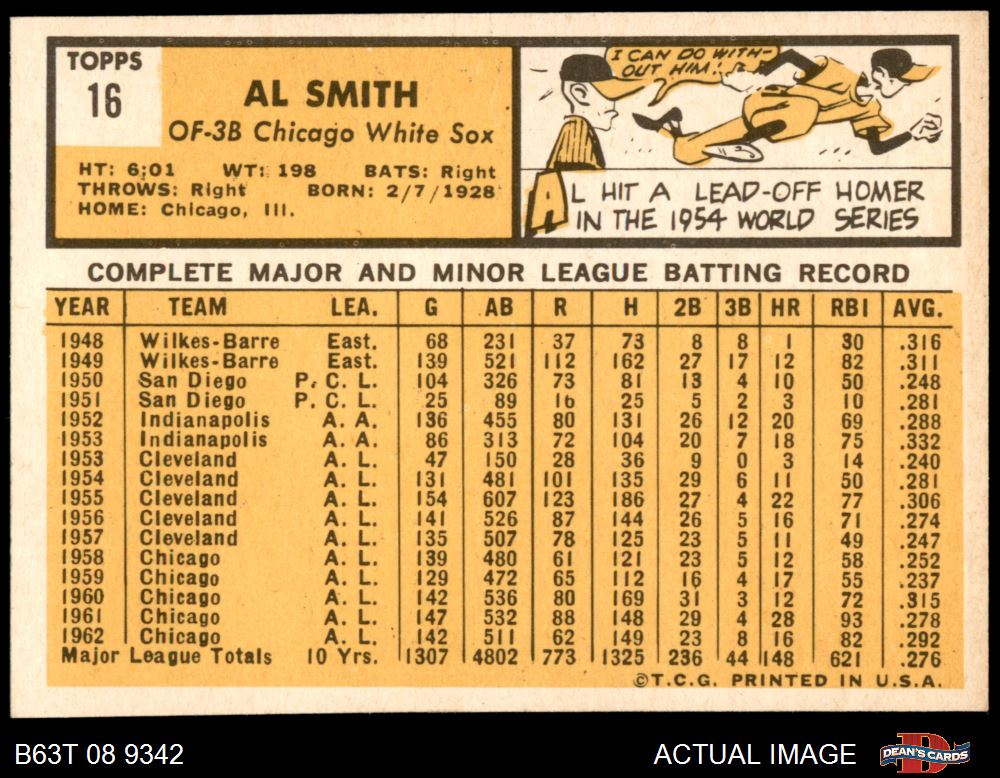 TOPPS
16
AL SMITH
OF-3B Chicago White Sox
HT: 6;01 WT: 198 BATS: Right
THROWS: Right BORN: 2/7/1928
HOME: Chicago, Ill.
I CAN DO WITH-
OUT HIM!
AL HIT A LEAD-OFF HOMER
IN THE 1954 WORLD SERIES
COMPLETE MAJOR AND MINOR LEAGUE BATTING RECORD
YEAR TEAM LEA. G AB R H 2B 3B HR RBI AVG.
1948 Wilkes-Barre East. 68 231 37 73 8 8 1 30 .316
1949 Wilkes-Barre East. 139 521 112 162 27 17 12 82 .311
1950 San Diego P. C. L. 104 326 73 81 13 4 10 50 .248
1951 San Diego P. C. L. 25 89 16 25 5 2 3 10 .281
1952 Indianapolis A. A. 136 455 80 131 26 12 20 69 .288
1953 Indianapolis A. A. 86 313 72 104 20 7 18 75 .332
1953 Cleveland A. L. 47 150 28 36 9 0 3 14 .240
1954 Cleveland A. L. 131 481 101 135 29 6 11 50 .281
1955 Cleveland A. L. 154 607 123 186 27 4 22 77 .306
1956 Cleveland A. L. 141 526 87 144 26 5 16 71 .274
1957 Cleveland A. L. 135 507 78 125 23 5 11 49 .247
1958 Chicago A. L. 139 480 61 121 23 5 12 58 .252
1959 Chicago A. L. 129 472 65 112 16 4 17 55 .237
1960 Chicago A. L. 142 536 80 169 31 3 12 72 .315
1961 Chicago A. L. 147 532 88 148 29 4 28 93 .278
1962 Chicago A. L. 142 511 62 149 23 8 16 82 .292
Major League Totals 10 Yrs. 1307 4802 773 1325 236 44 148 621 .276
©T.C.G. PRINTED IN U.S.A.
B63T 08 9342 ACTUAL IMAGE DEAN'S CARDS